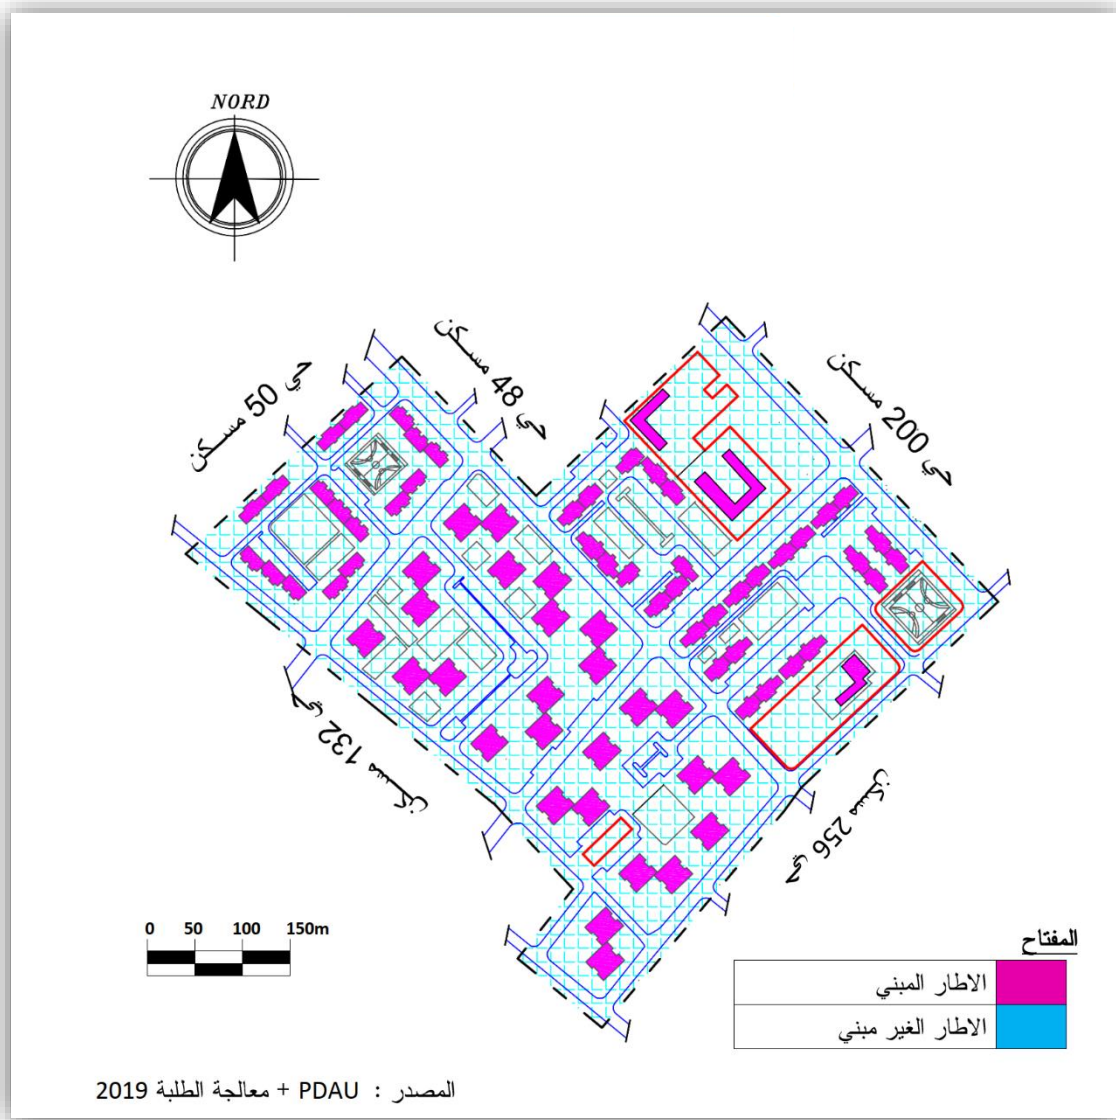 NORD
حي 50 مسكن
حي 48 مسكن
حي 200 مسكن
حي 132 مسكن
حي 256 مسكن
0 50 100 150m
المفتاح
الاطار المبني
الاطار الغير مبني
المصدر : PDAU + معالجة الطلبة 2019